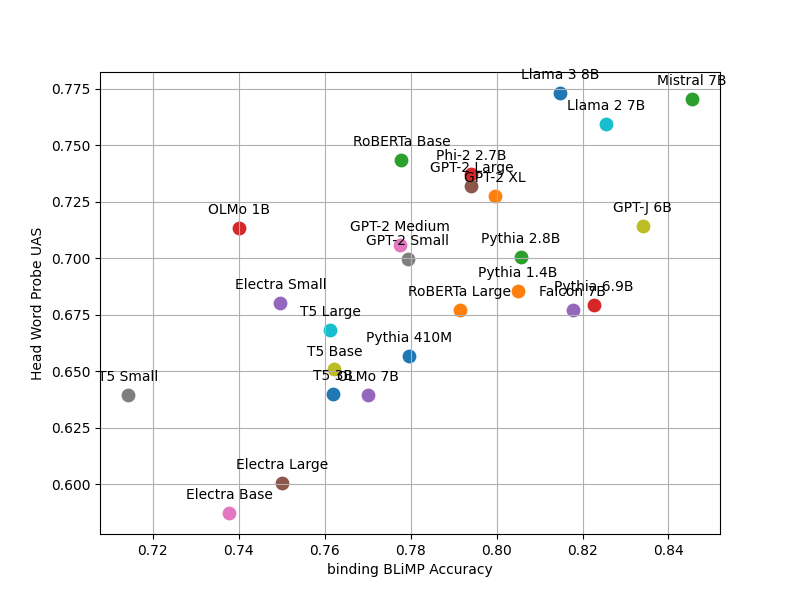 Llama 3 8B
Mistral 7B
Llama 2 7B
RoBERTa Base
Phi-2 2.7B
GPT-2 Large
GPT-2 XL
OLMo 1B
GPT-J 6B
GPT-2 Medium
GPT-2 Small
Pythia 2.8B
Pythia 1.4B
Electra Small
RoBERTa Large
Falcon 7B
Pythia 6.9B
T5 Large
Pythia 410M
T5 Base
T5 Small
T5 3B
OLMo 7B
Electra Large
Electra Base
0.775
0.750
0.725
0.700
0.675
0.650
0.625
0.600
Head Word Probe UAS
0.72 0.74 0.76 0.78 0.80 0.82 0.84
binding BLiMP Accuracy